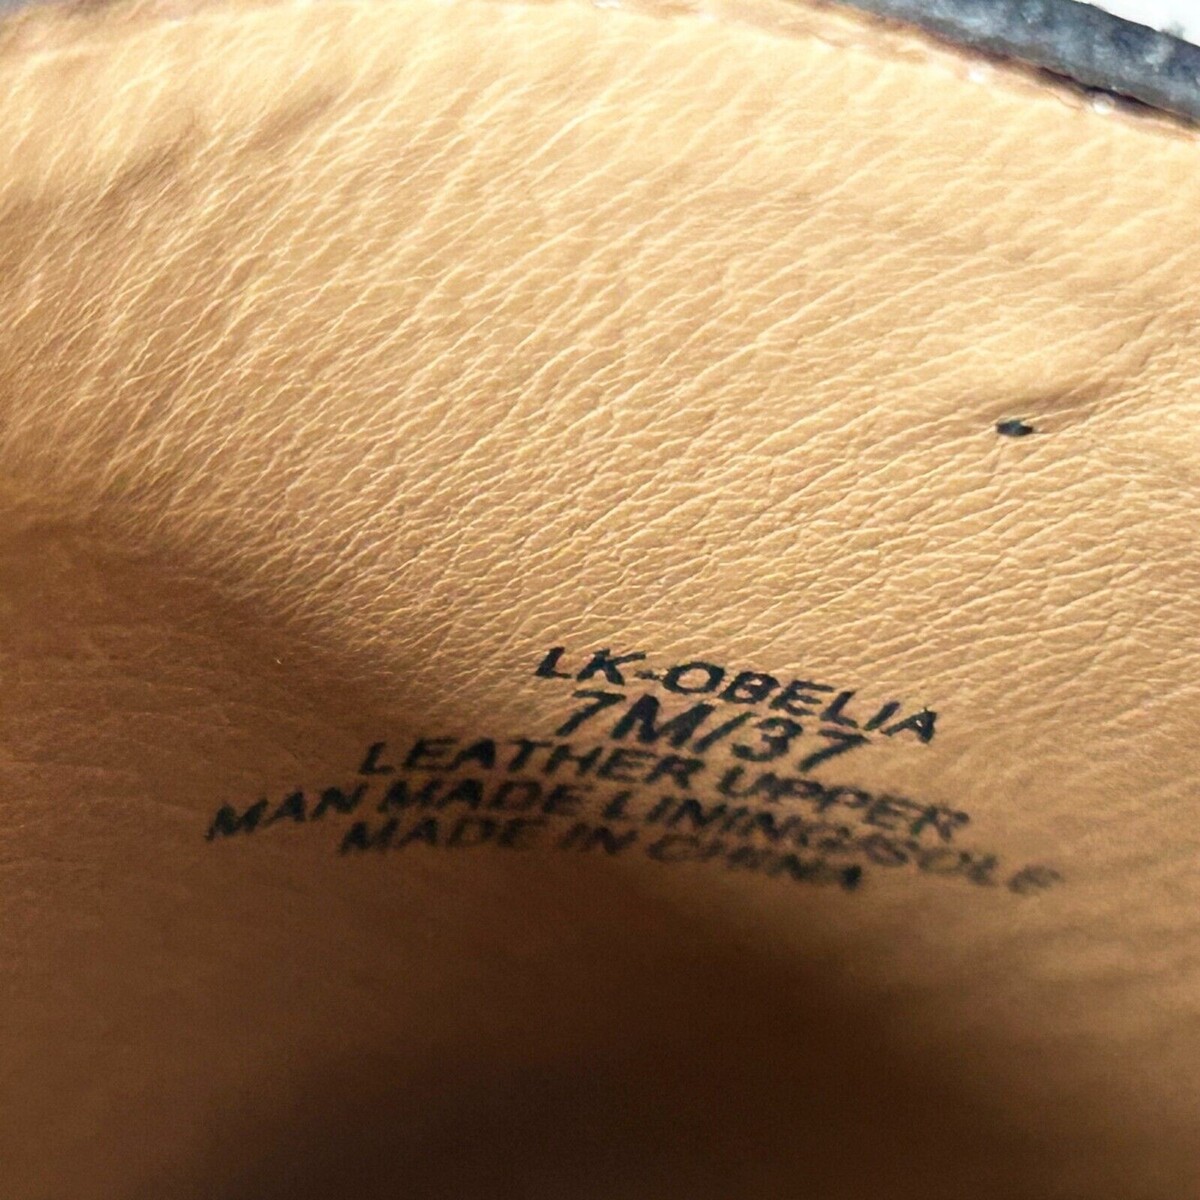 LK-OBELIA
7M/37
LEATHER UPPER
MAN MADE LINING/SOLE
MADE IN CHINA